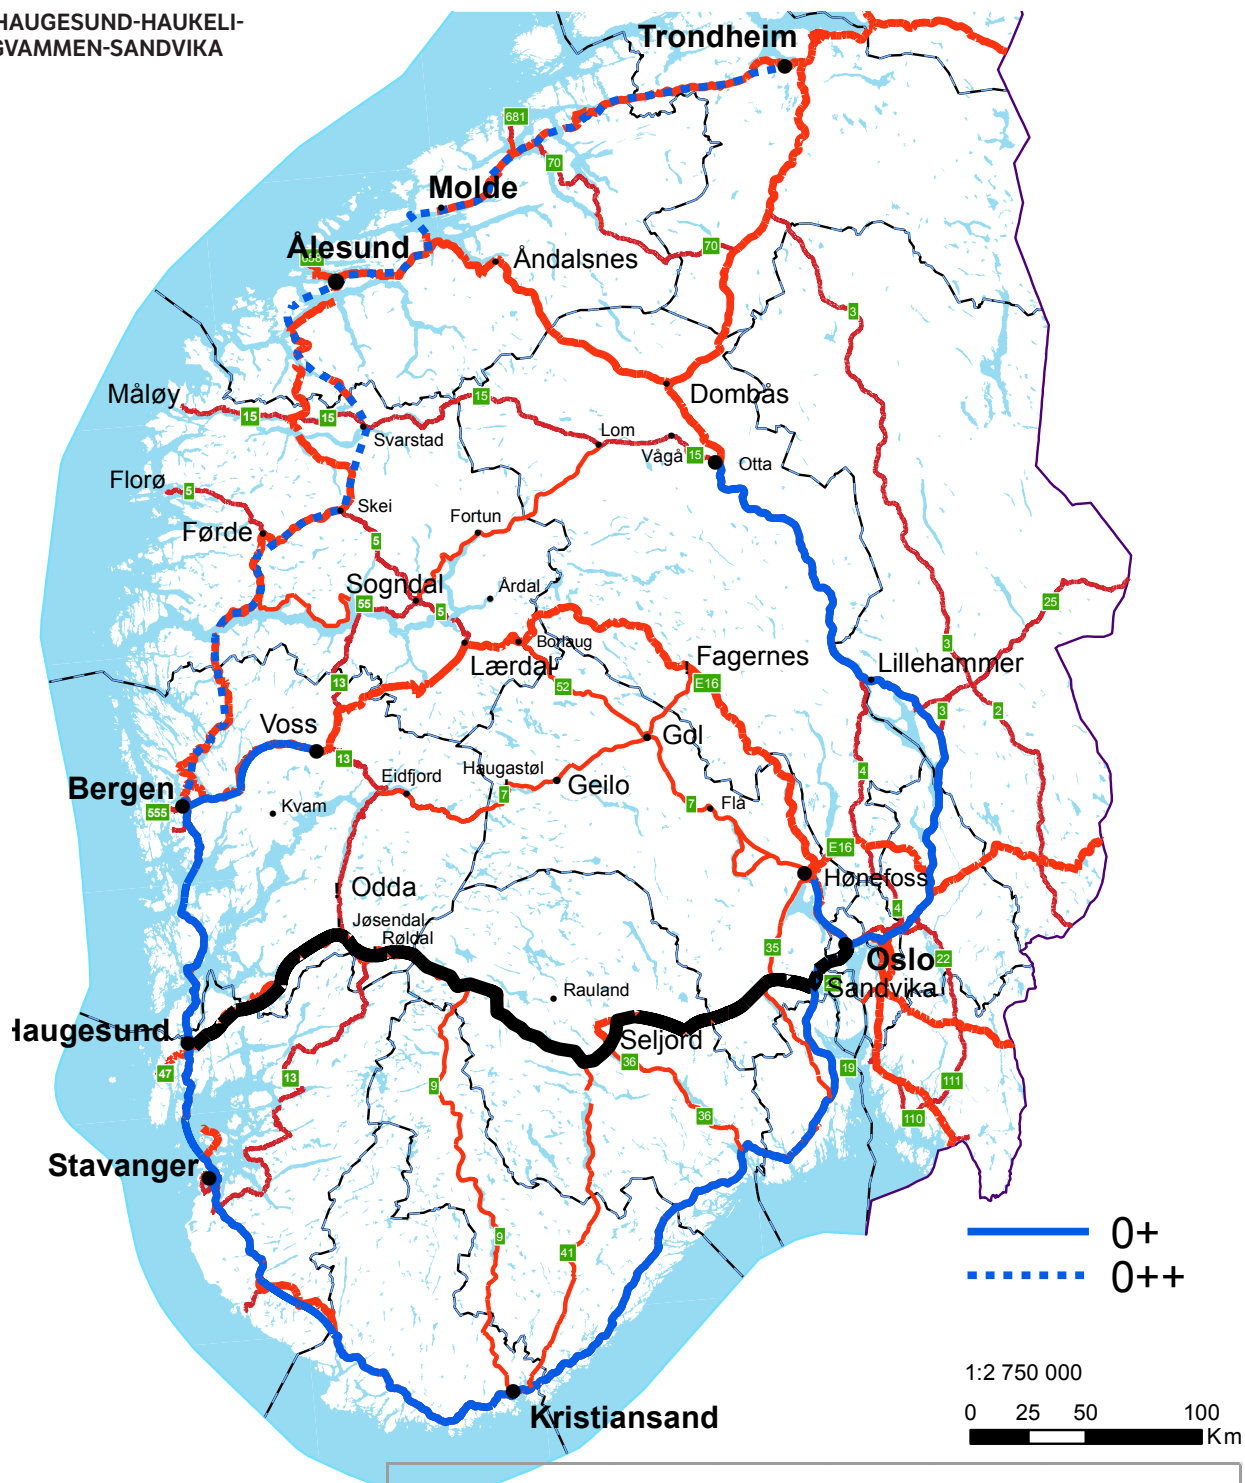 HAUGESUND-HAUKELI-
GVAMMEN-SANDVIKA
Trondheim
681
70
Molde
70
Ålesund
Åndalsnes
3
Måløy
15
15
15
Dombås
Svarstad
Lom
Vågå
15
Otta
Florø
5
Skei
Fortun
Førde
5
Sogndal
Årdal
55
5
25
Borlaug
3
Lærdal
Fagernes
Lillehammer
52
E16
13
3
2
Voss
Gol
13
Haugastøl
4
Eidfjord
Geilo
Bergen
7
Kvam
7
Flå
555
E16
Odda
Hønefoss
Jøsendal
4
Røldal
35
Oslo
22
Rauland
Sandvika
Haugesund
Seljord
36
47
13
9
19
111
36
110
Stavanger
9
41
0+
0++
1:2 750 000
0 25 50 100
Km
Kristiansand